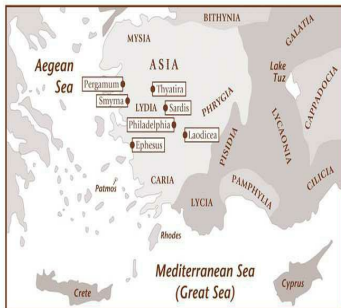 BITHYNIA
MYSIA
GALATIA
Aegean
Sea
ASIA
Lake
Tuz
Pergamum
Thyatira
CAPPADOCIA
Smyrna
LYDIA
Sardis
PHRYGIA
Philadelphia
Laodicea
Ephesus
PISIDIA
LYCAONIA
Patmos
CARIA
CILICIA
LYCIA
PAMPHYLIA
Rhodes
Mediterranean Sea
(Great Sea)
Crete
Cyprus